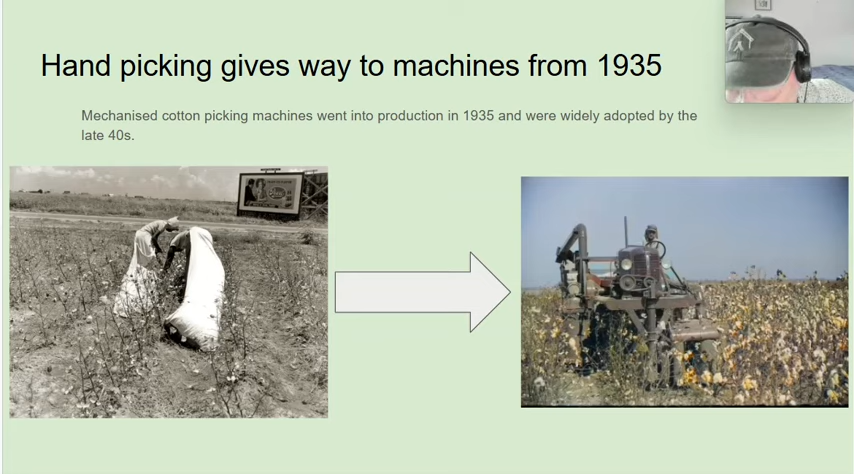 Hand picking gives way to machines from 1935
Mechanised cotton picking machines went into production in 1935 and were widely adopted by the
late 40s.